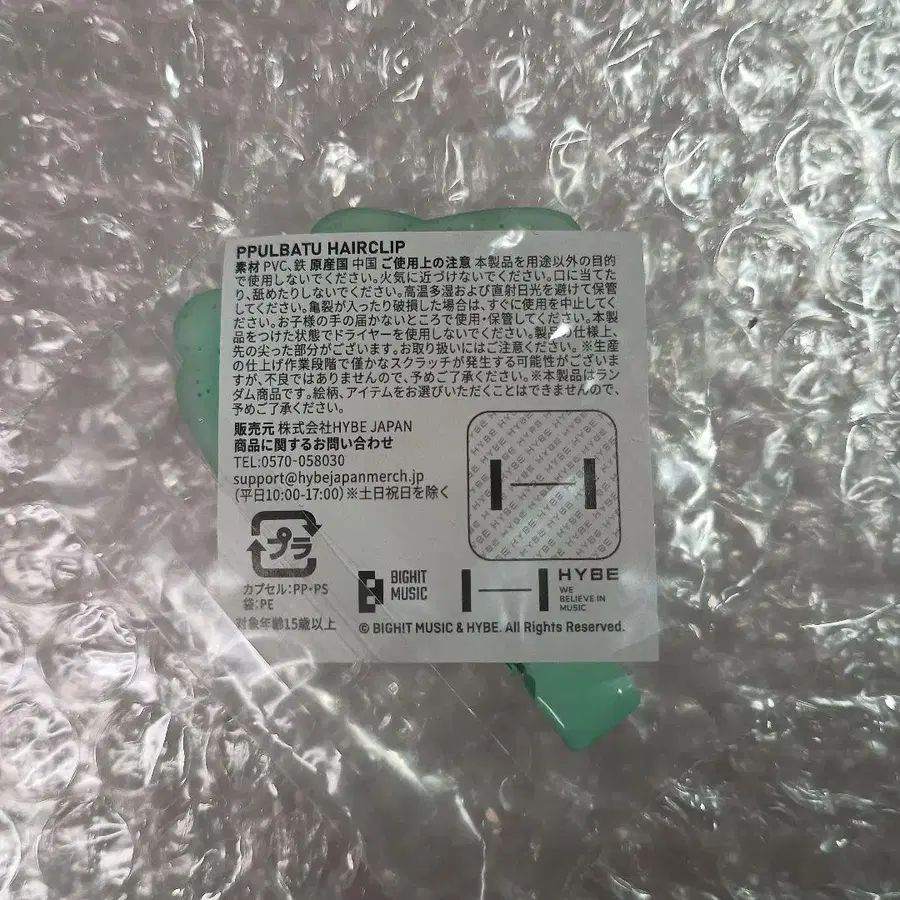 PPULBATU HAIRCLIP
素材 PVC、鉄 原産国 中国 ご使用上の注意 本製品を用途以外の目的
で使用しないでください。火気に近づけないでください。口に当てた
り、舐めたりしないでください。高温多湿および直射日光を避けて保管
してください。亀裂が入ったり破損した場合は、すぐに使用を中止してく
ださい。お子様の手の届かないところで使用・保管してください。本製
品をつけた状態でドライヤーを使用しないでください。製品の仕様上、
先の尖った部分がございます。お取り扱いにはご注意ください。※生産
の仕上げ作業段階で僅かなスクラッチが発生する可能性がございま
すが、不良ではありませんので、予めご了承ください。※本製品はラン
ダム商品です。絵柄、アイテムをお選びいただくことはできませんので、
予めご了承ください。
販売元 株式会社HYBE JAPAN
商品に関するお問い合わせ
TEL:0570-058030
support@hybejapanmerch.jp
(平日10:00-17:00)※土日祝日を除く
プラ
カプセル:PP・PS
袋:PE
対象年齢15歳以上
BIGHIT
MUSIC
HYBE
WE
BELIEVE IN
MUSIC
© BIGHIT MUSIC & HYBE. All Rights Reserved.